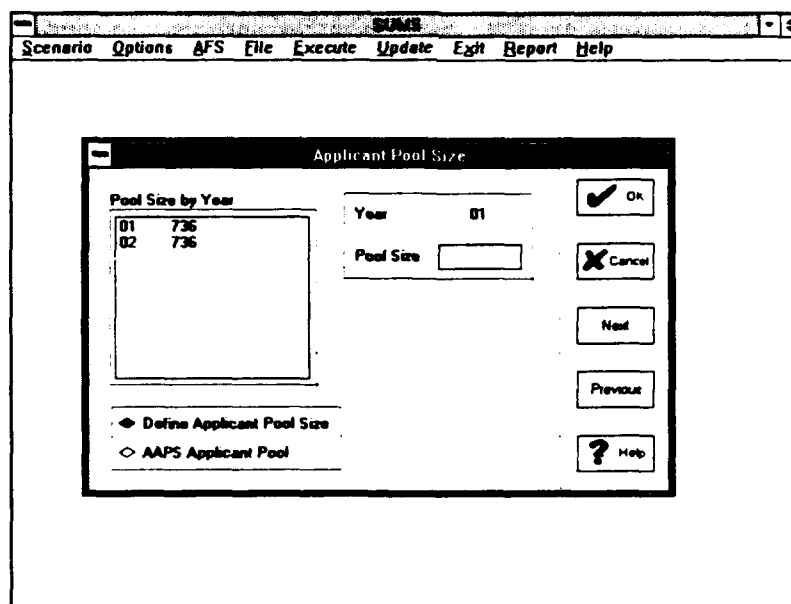 SUMS
Scenario Options AFS File Execute Update Exit Report Help
Applicant Pool Size
Pool Size by Year
01 736
02 736
Year 01
Pool Size
Define Applicant Pool Size
AAPS Applicant Pool
Ok
Cancel
Next
Previous
Help